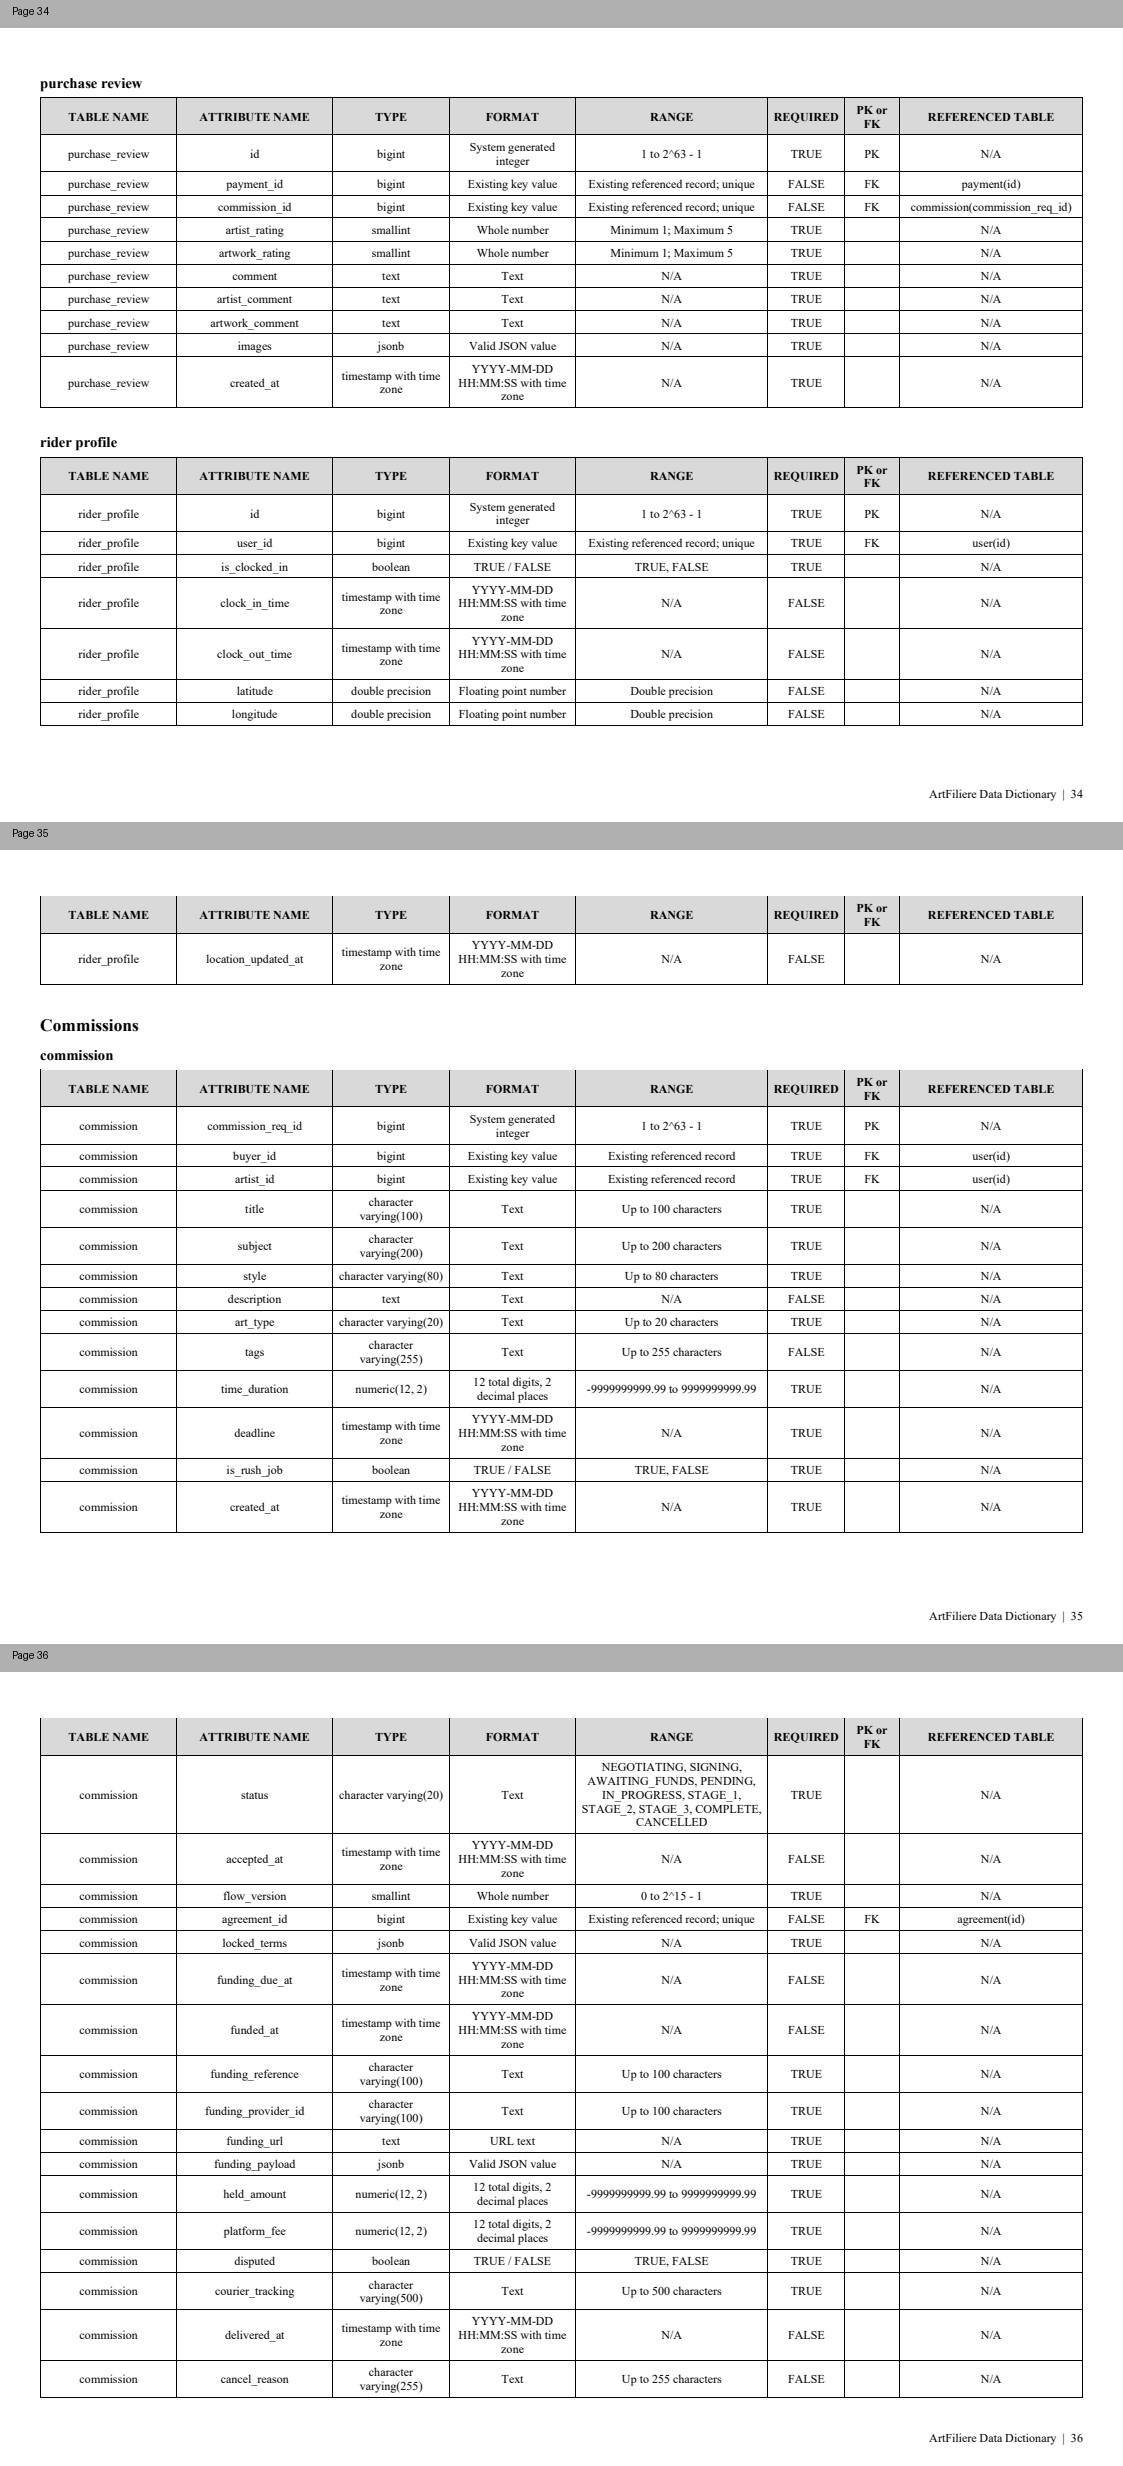 Page 34
purchase review
TABLE NAME ATTRIBUTE NAME TYPE FORMAT RANGE REQUIRED PK or FK REFERENCED TABLE
purchase_review id bigint System generated integer 1 to 2^63 - 1 TRUE PK N/A
purchase_review payment_id bigint Existing key value Existing referenced record; unique FALSE FK payment(id)
purchase_review commission_id bigint Existing key value Existing referenced record; unique FALSE FK commission(commission_req_id)
purchase_review artist_rating smallint Whole number Minimum 1; Maximum 5 TRUE N/A
purchase_review artwork_rating smallint Whole number Minimum 1; Maximum 5 TRUE N/A
purchase_review comment text Text N/A TRUE N/A
purchase_review artist_comment text Text N/A TRUE N/A
purchase_review artwork_comment text Text N/A TRUE N/A
purchase_review images jsonb Valid JSON value N/A TRUE N/A
purchase_review created_at timestamp with time zone YYYY-MM-DD HH:MM:SS with time zone N/A TRUE N/A
rider profile
TABLE NAME ATTRIBUTE NAME TYPE FORMAT RANGE REQUIRED PK or FK REFERENCED TABLE
rider_profile id bigint System generated integer 1 to 2^63 - 1 TRUE PK N/A
rider_profile user_id bigint Existing key value Existing referenced record; unique TRUE FK user(id)
rider_profile is_clocked_in boolean TRUE / FALSE TRUE, FALSE TRUE N/A
rider_profile clock_in_time timestamp with time zone YYYY-MM-DD HH:MM:SS with time zone N/A FALSE N/A
rider_profile clock_out_time timestamp with time zone YYYY-MM-DD HH:MM:SS with time zone N/A FALSE N/A
rider_profile latitude double precision Floating point number Double precision FALSE N/A
rider_profile longitude double precision Floating point number Double precision FALSE N/A
ArtFiliere Data Dictionary | 34
Page 35
TABLE NAME ATTRIBUTE NAME TYPE FORMAT RANGE REQUIRED PK or FK REFERENCED TABLE
rider_profile location_updated_at timestamp with time zone YYYY-MM-DD HH:MM:SS with time zone N/A FALSE N/A
Commissions
commission
TABLE NAME ATTRIBUTE NAME TYPE FORMAT RANGE REQUIRED PK or FK REFERENCED TABLE
commission commission_req_id bigint System generated integer 1 to 2^63 - 1 TRUE PK N/A
commission buyer_id bigint Existing key value Existing referenced record TRUE FK user(id)
commission artist_id bigint Existing key value Existing referenced record TRUE FK user(id)
commission title character varying(100) Text Up to 100 characters TRUE N/A
commission subject character varying(200) Text Up to 200 characters TRUE N/A
commission style character varying(80) Text Up to 80 characters TRUE N/A
commission description text Text N/A FALSE N/A
commission art_type character varying(20) Text Up to 20 characters TRUE N/A
commission tags character varying(255) Text Up to 255 characters FALSE N/A
commission time_duration numeric(12, 2) 12 total digits, 2 decimal places -9999999999.99 to 9999999999.99 TRUE N/A
commission deadline timestamp with time zone YYYY-MM-DD HH:MM:SS with time zone N/A TRUE N/A
commission is_rush_job boolean TRUE / FALSE TRUE, FALSE TRUE N/A
commission created_at timestamp with time zone YYYY-MM-DD HH:MM:SS with time zone N/A TRUE N/A
ArtFiliere Data Dictionary | 35
Page 36
TABLE NAME ATTRIBUTE NAME TYPE FORMAT RANGE REQUIRED PK or FK REFERENCED TABLE
commission status character varying(20) Text NEGOTIATING, SIGNING, AWAITING_FUNDS, PENDING, IN_PROGRESS, STAGE_1, STAGE_2, STAGE_3, COMPLETE, CANCELLED TRUE N/A
commission accepted_at timestamp with time zone YYYY-MM-DD HH:MM:SS with time zone N/A FALSE N/A
commission flow_version smallint Whole number 0 to 2^15 - 1 TRUE N/A
commission agreement_id bigint Existing key value Existing referenced record; unique FALSE FK agreement(id)
commission locked_terms jsonb Valid JSON value N/A TRUE N/A
commission funding_due_at timestamp with time zone YYYY-MM-DD HH:MM:SS with time zone N/A FALSE N/A
commission funded_at timestamp with time zone YYYY-MM-DD HH:MM:SS with time zone N/A FALSE N/A
commission funding_reference character varying(100) Text Up to 100 characters TRUE N/A
commission funding_provider_id character varying(100) Text Up to 100 characters TRUE N/A
commission funding_url text URL text N/A TRUE N/A
commission funding_payload jsonb Valid JSON value N/A TRUE N/A
commission held_amount numeric(12, 2) 12 total digits, 2 decimal places -9999999999.99 to 9999999999.99 TRUE N/A
commission platform_fee numeric(12, 2) 12 total digits, 2 decimal places -9999999999.99 to 9999999999.99 TRUE N/A
commission disputed boolean TRUE / FALSE TRUE, FALSE TRUE N/A
commission courier_tracking character varying(500) Text Up to 500 characters TRUE N/A
commission delivered_at timestamp with time zone YYYY-MM-DD HH:MM:SS with time zone N/A FALSE N/A
commission cancel_reason character varying(255) Text Up to 255 characters FALSE N/A
ArtFiliere Data Dictionary | 36